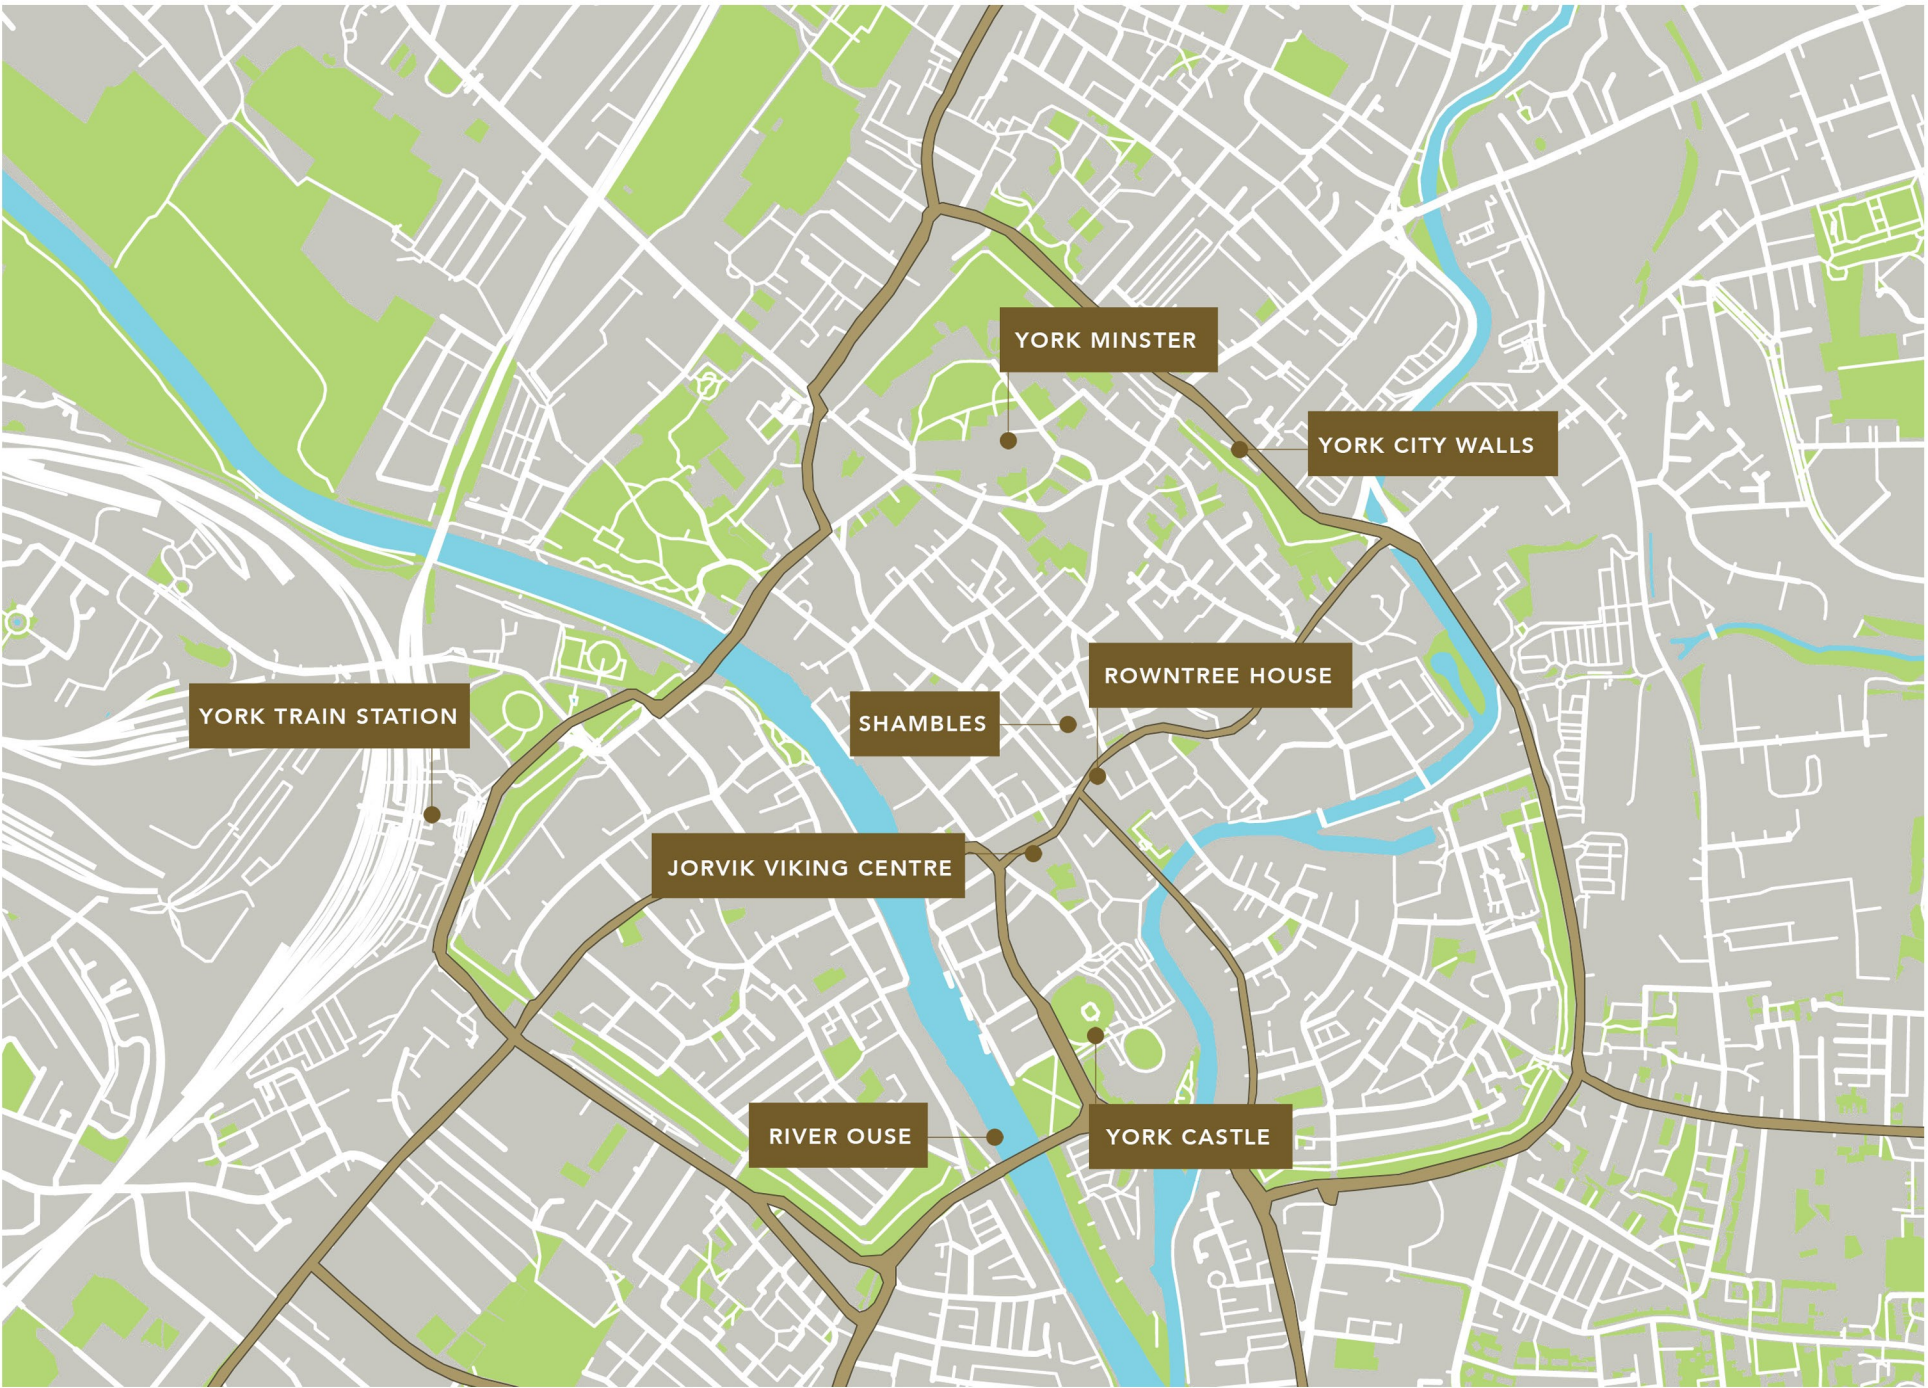 YORK MINSTER
YORK CITY WALLS
ROWNTREE HOUSE
YORK TRAIN STATION
SHAMBLES
JORVIK VIKING CENTRE
RIVER OUSE
YORK CASTLE